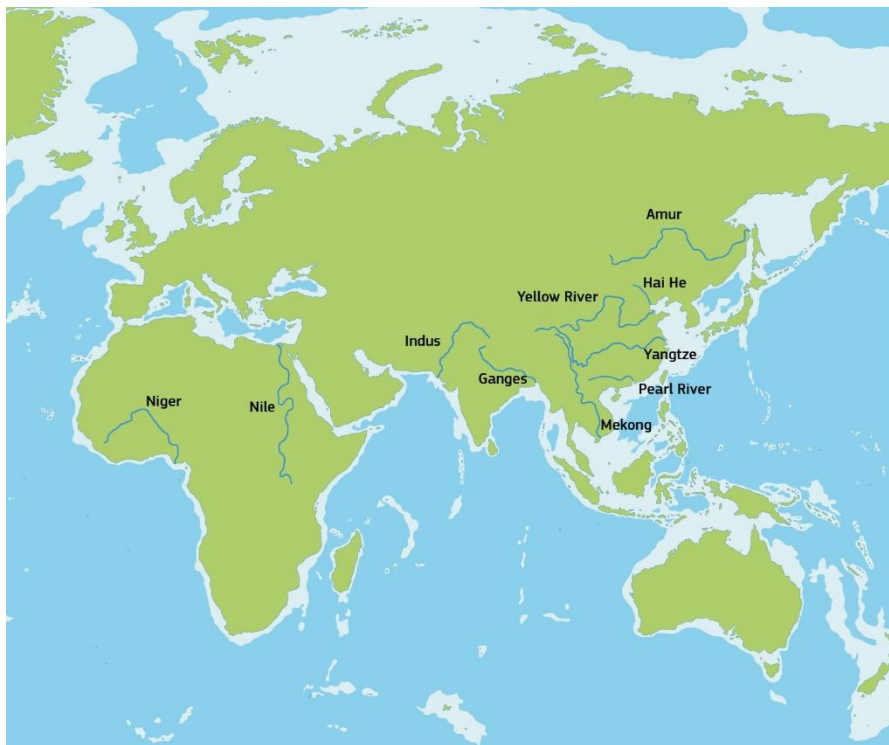 Amur
Hai He
Yellow River
Indus
Yangtze
Ganges
Pearl River
Niger
Nile
Mekong